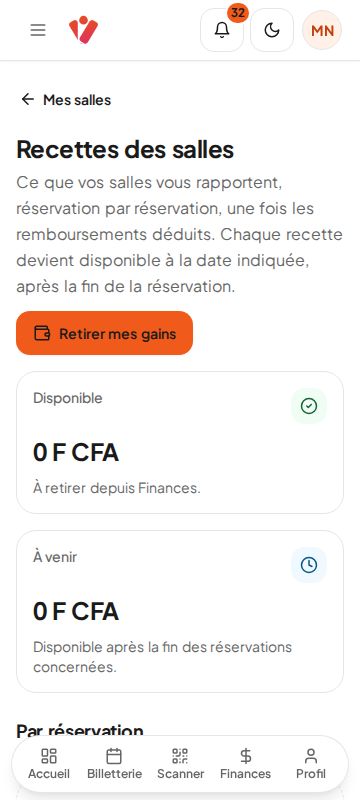 32
MN
Mes salles
Recettes des salles
Ce que vos salles vous rapportent,
réservation par réservation, une fois les
remboursements déduits. Chaque recette
devient disponible à la date indiquée,
après la fin de la réservation.
Retirer mes gains
Disponible
0 F CFA
À retirer depuis Finances.
À venir
0 F CFA
Disponible après la fin des réservations
concernées.
Par réservation
Accueil Billetterie Scanner Finances Profil